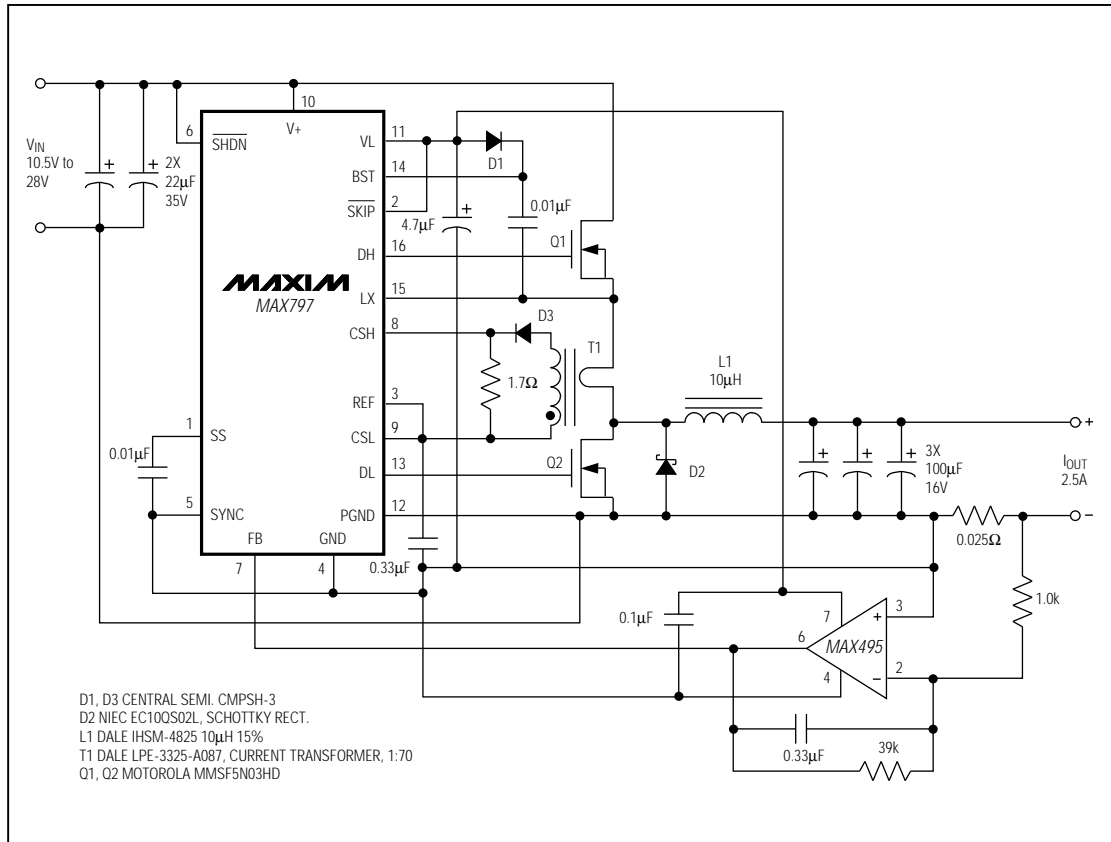 10
V+
6
SHDN
VIN
10.5V to
28V
2X
22μF
35V
VL
11
BST
14
SKIP
2
DH
16
LX
15
CSH
8
REF
3
CSL
9
DL
13
PGND
12
MAXIM
MAX797
1
SS
0.01μF
5
SYNC
FB
7
GND
4
D1
4.7μF
0.01μF
Q1
D3
1.7Ω
T1
L1
10μH
Q2
D2
3X
100μF
16V
+
IOUT
2.5A
–
0.025Ω
0.33μF
0.1μF
1.0k
7
3
+
6
MAX495
–
2
4
0.33μF
39k
D1, D3 CENTRAL SEMI. CMPSH-3
D2 NIEC EC10QS02L, SCHOTTKY RECT.
L1 DALE IHSM-4825 10μH 15%
T1 DALE LPE-3325-A087, CURRENT TRANSFORMER, 1:70
Q1, Q2 MOTOROLA MMSF5N03HD